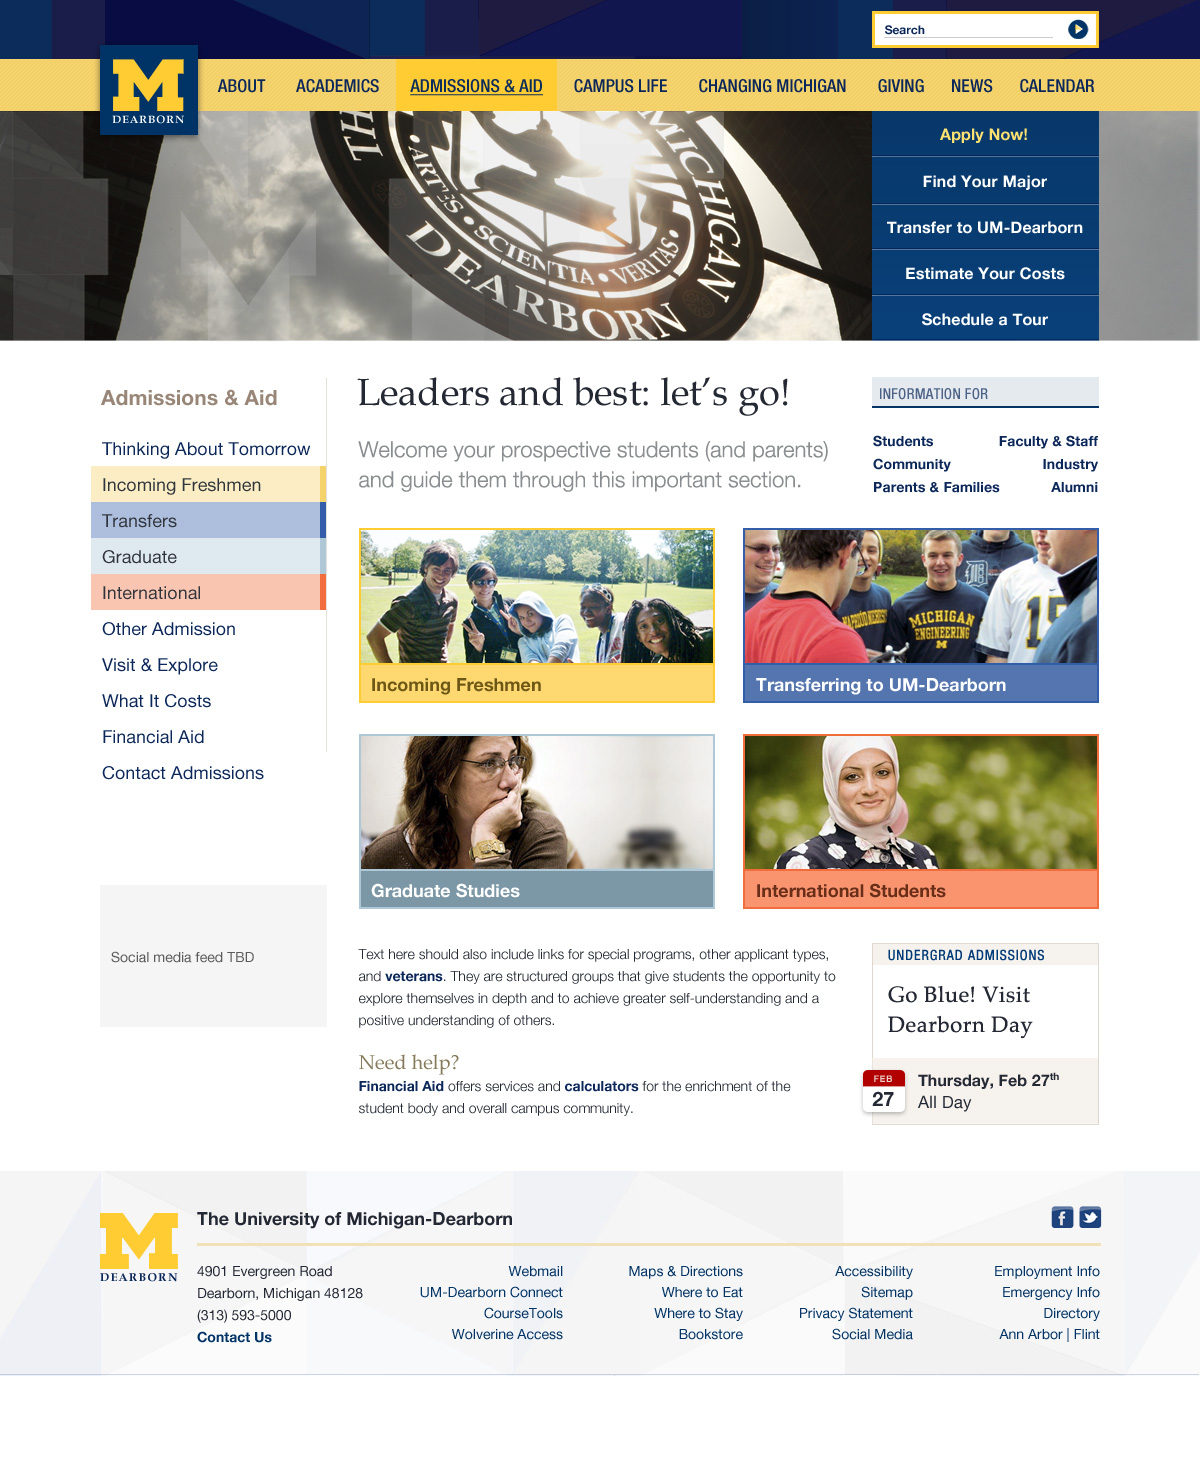 Search
M
DEARBORN
ABOUT
ACADEMICS
ADMISSIONS & AID
CAMPUS LIFE
CHANGING MICHIGAN
GIVING
NEWS
CALENDAR
MICHIGAN
ARTES · SCIENTIA · VERITAS
DEARBORN
Apply Now!
Find Your Major
Transfer to UM-Dearborn
Estimate Your Costs
Schedule a Tour
Admissions & Aid
Thinking About Tomorrow
Incoming Freshmen
Transfers
Graduate
International
Other Admission
Visit & Explore
What It Costs
Financial Aid
Contact Admissions
Social media feed TBD
Leaders and best: let’s go!
Welcome your prospective students (and parents)
and guide them through this important section.
INFORMATION FOR
Students
Faculty & Staff
Community
Industry
Parents & Families
Alumni
Incoming Freshmen
MICHIGAN
ENGINEERING
M
Transferring to UM-Dearborn
Graduate Studies
International Students
Text here should also include links for special programs, other applicant types,
and veterans. They are structured groups that give students the opportunity to
explore themselves in depth and to achieve greater self-understanding and a
positive understanding of others.
Need help?
Financial Aid offers services and calculators for the enrichment of the
student body and overall campus community.
UNDERGRAD ADMISSIONS
Go Blue! Visit
Dearborn Day
FEB
27
Thursday, Feb 27th
All Day
M
DEARBORN
The University of Michigan-Dearborn
4901 Evergreen Road
Dearborn, Michigan 48128
(313) 593-5000
Contact Us
Webmail
UM-Dearborn Connect
CourseTools
Wolverine Access
Maps & Directions
Where to Eat
Where to Stay
Bookstore
Accessibility
Sitemap
Privacy Statement
Social Media
Employment Info
Emergency Info
Directory
Ann Arbor | Flint